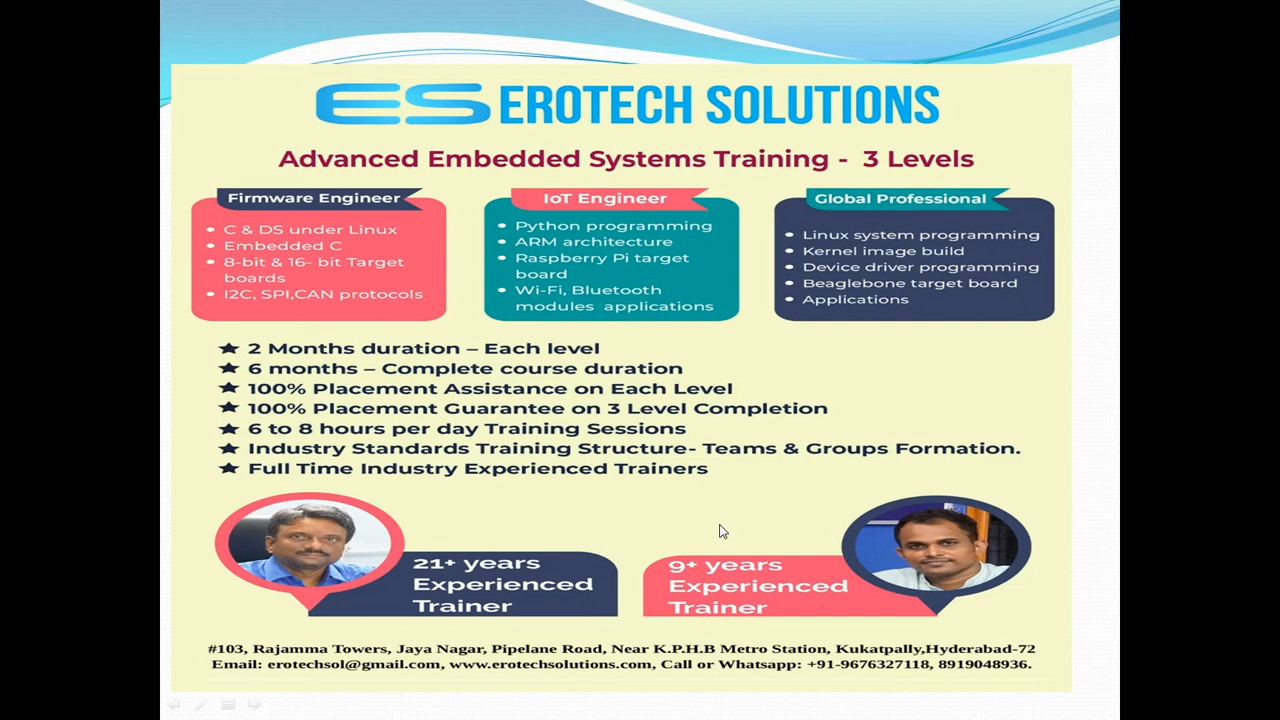 ES EROTECH SOLUTIONS
Advanced Embedded Systems Training - 3 Levels
Firmware Engineer
C & DS under Linux
Embedded C
8-bit & 16- bit Target
boards
I2C, SPI,CAN protocols
IoT Engineer
Python programming
ARM architecture
Raspberry Pi target
board
Wi-Fi, Bluetooth
modules applications
Global Professional
Linux system programming
Kernel image build
Device driver programming
Beaglebone target board
Applications
2 Months duration – Each level
6 months – Complete course duration
100% Placement Assistance on Each Level
100% Placement Guarantee on 3 Level Completion
6 to 8 hours per day Training Sessions
Industry Standards Training Structure- Teams & Groups Formation.
Full Time Industry Experienced Trainers
21+ years
Experienced
Trainer
9+ years
Experienced
Trainer
#103, Rajamma Towers, Jaya Nagar, Pipelane Road, Near K.P.H.B Metro Station, Kukatpally,Hyderabad-72
Email: erotechsol@gmail.com, www.erotechsolutions.com, Call or Whatsapp: +91-9676327118, 8919048936.